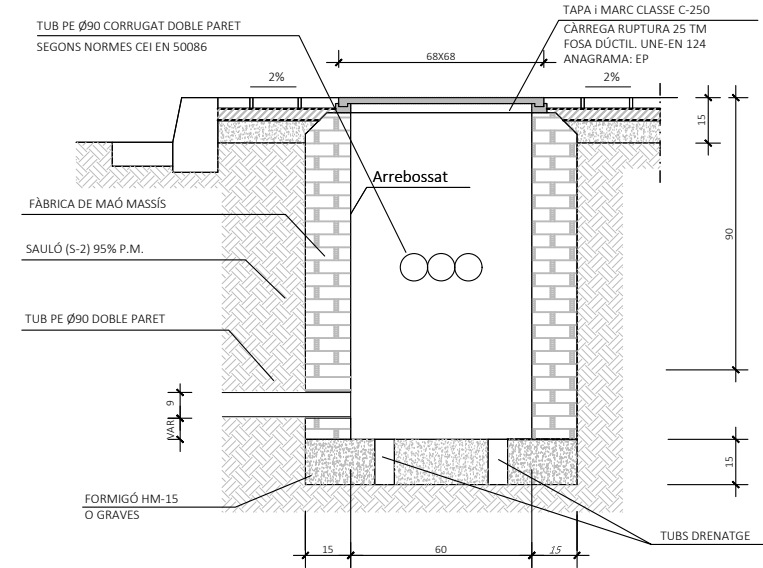 TUB PE Ø90 CORRUGAT DOBLE PARET
SEGONS NORMES CEI EN 50086
TAPA i MARC CLASSE C-250
CÀRREGA RUPTURA 25 TM
FOSA DÚCTIL. UNE-EN 124
ANAGRAMA: EP
68X68
2%
2%
15
Arrebossat
FÀBRICA DE MAÓ MASSÍS
90
SAULÓ (S-2) 95% P.M.
TUB PE Ø90 DOBLE PARET
9
VAR
15
FORMIGÓ HM-15
O GRAVES
TUBS DRENATGE
15
60
15